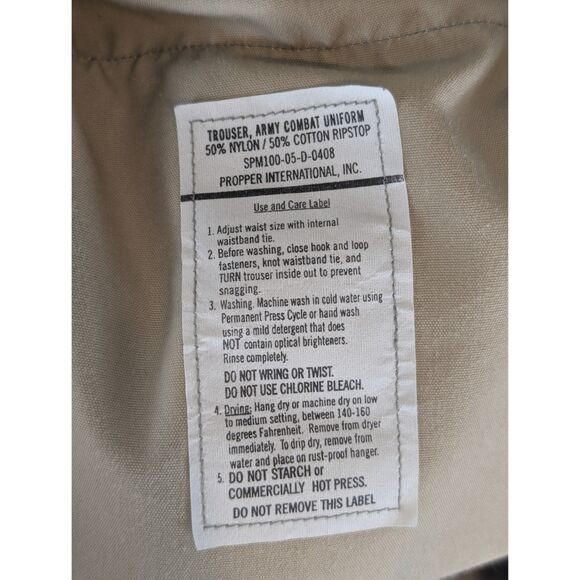 TROUSER, ARMY COMBAT UNIFORM
50% NYLON / 50% COTTON RIPSTOP
SPM100-05-D-0408
PROPPER INTERNATIONAL, INC.
Use and Care Label
1. Adjust waist size with internal
waistband tie.
2. Before washing, close hook and loop
fasteners, knot waistband tie, and
TURN trouser inside out to prevent
snagging.
3. Washing. Machine wash in cold water using
Permanent Press Cycle or hand wash
using a mild detergent that does
NOT contain optical brighteners.
Rinse completely.
DO NOT WRING OR TWIST.
DO NOT USE CHLORINE BLEACH.
4. Drying: Hang dry or machine dry on low
to medium setting, between 140-160
degrees Fahrenheit. Remove from dryer
immediately. To drip dry, remove from
water and place on rust-proof hanger.
5. DO NOT STARCH or
COMMERCIALLY HOT PRESS.
DO NOT REMOVE THIS LABEL